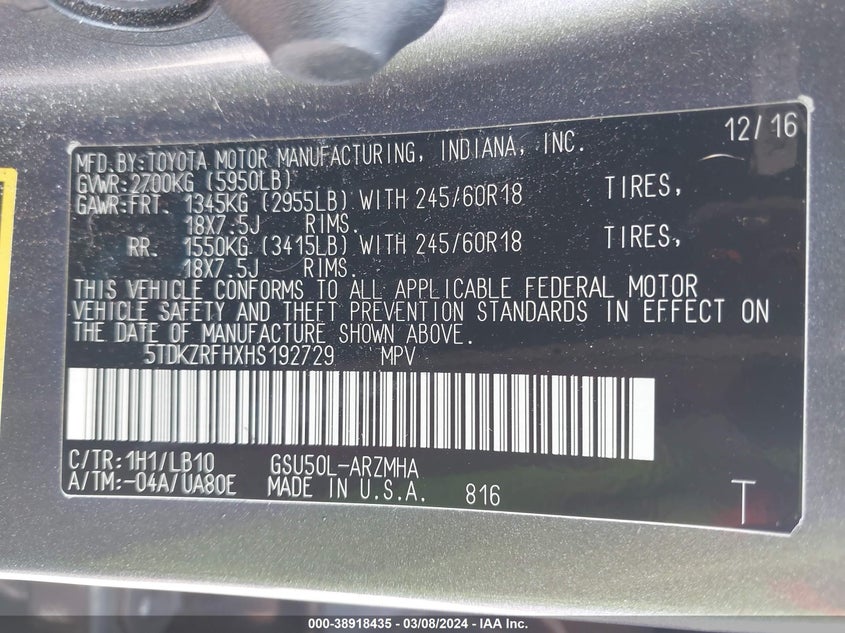 12/16
MFD.BY:TOYOTA MOTOR MANUFACTURING, INDIANA, INC.
GVWR:2700KG (5950LB)
GAWR:FRT. 1345KG (2955LB) WITH 245/60R18 TIRES,
18X7.5J RIMS.
RR. 1550KG (3415LB) WITH 245/60R18 TIRES,
18X7.5J RIMS.
THIS VEHICLE CONFORMS TO ALL APPLICABLE FEDERAL MOTOR
VEHICLE SAFETY AND THEFT PREVENTION STANDARDS IN EFFECT ON
THE DATE OF MANUFACTURE SHOWN ABOVE.
5TDKZRFHXHS192729 MPV
C/TR:1H1/LB10 GSU50L-ARZMHA
A/TM:-04A/UA80E MADE IN U.S.A. 816 T
000-38918435 - 03/08/2024 - IAA Inc.